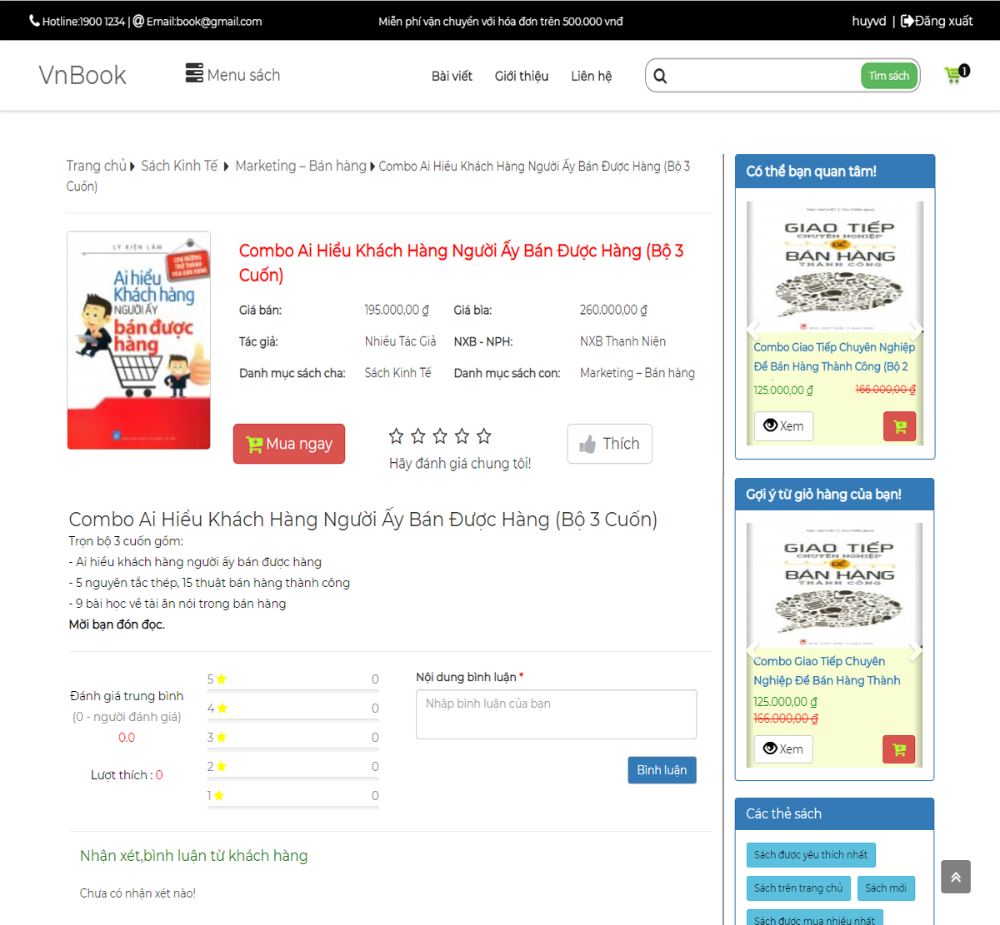 Hotline:1900 1234 | Email:book@gmail.com
Miễn phí vận chuyển với hóa đơn trên 500.000 vnđ
huyvd | Đăng xuất
VnBook
Menu sách
Bài viết
Giới thiệu
Liên hệ
Tìm sách
1
Trang chủ Sách Kinh Tế Marketing – Bán hàng Combo Ai Hiểu Khách Hàng Người Ấy Bán Được Hàng (Bộ 3
Cuốn)
LÝ KIẾN LÂM
CON ĐƯỜNG
TRỞ THÀNH
VUA BÁN HÀNG
Ai hiểu
Khách hàng
NGƯỜI ẤY
bán được
hàng
Combo Ai Hiểu Khách Hàng Người Ấy Bán Được Hàng (Bộ 3
Cuốn)
Giá bán: 195.000,00 ₫ Giá bìa: 260.000,00 ₫
Tác giả: Nhiều Tác Giả NXB - NPH: NXB Thanh Niên
Danh mục sách cha: Sách Kinh Tế Danh mục sách con: Marketing – Bán hàng
Mua ngay
Hãy đánh giá chung tôi!
Thích
Combo Ai Hiểu Khách Hàng Người Ấy Bán Được Hàng (Bộ 3 Cuốn)
Trọn bộ 3 cuốn gồm:
- Ai hiểu khách hàng người ấy bán được hàng
- 5 nguyên tắc thép, 15 thuật bán hàng thành công
- 9 bài học về tài ăn nói trong bán hàng
Mời bạn đón đọc.
Đánh giá trung bình
(0 - người đánh giá)
0.0
Lượt thích : 0
5 0
4 0
3 0
2 0
1 0
Nội dung bình luận *
Nhập bình luận của bạn
Bình luận
Nhận xét,bình luận từ khách hàng
Chưa có nhận xét nào!
Có thể bạn quan tâm!
GIAO TIẾP
CHUYÊN NGHIỆP
ĐỂ
BÁN HÀNG
THÀNH CÔNG
Combo Giao Tiếp Chuyên Nghiệp
Để Bán Hàng Thành Công (Bộ 2
125.000,00 ₫ 166.000,00 ₫
Xem
Gợi ý từ giỏ hàng của bạn!
GIAO TIẾP
CHUYÊN NGHIỆP
ĐỂ
BÁN HÀNG
THÀNH CÔNG
Combo Giao Tiếp Chuyên
Nghiệp Để Bán Hàng Thành
125.000,00 ₫
166.000,00 ₫
Xem
Các thẻ sách
Sách được yêu thích nhất
Sách trên trang chủ
Sách mới
Sách được mua nhiều nhất